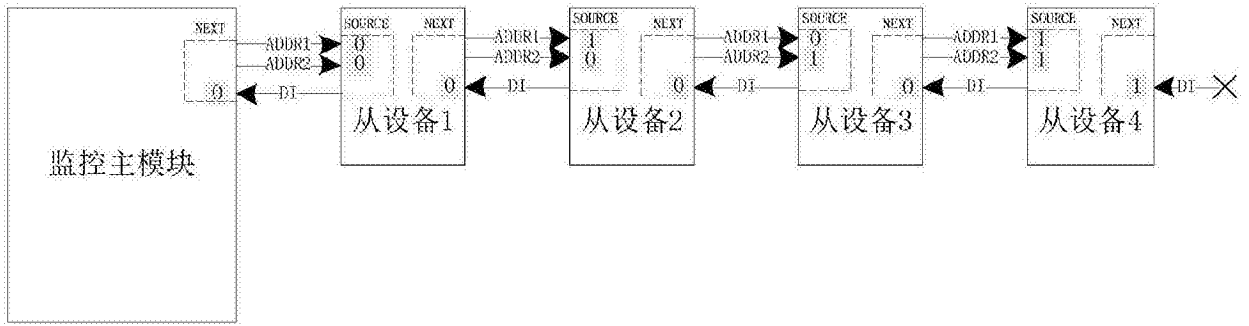 NEXT
ADDR1
ADDR2
0
DI
监控主模块
SOURCE NEXT
0
0
0
从设备1
ADDR1
ADDR2
DI
SOURCE NEXT
1
0
0
从设备2
ADDR1
ADDR2
DI
SOURCE NEXT
0
1
0
从设备3
ADDR1
ADDR2
DI
SOURCE NEXT
1
1
1
从设备4
DI